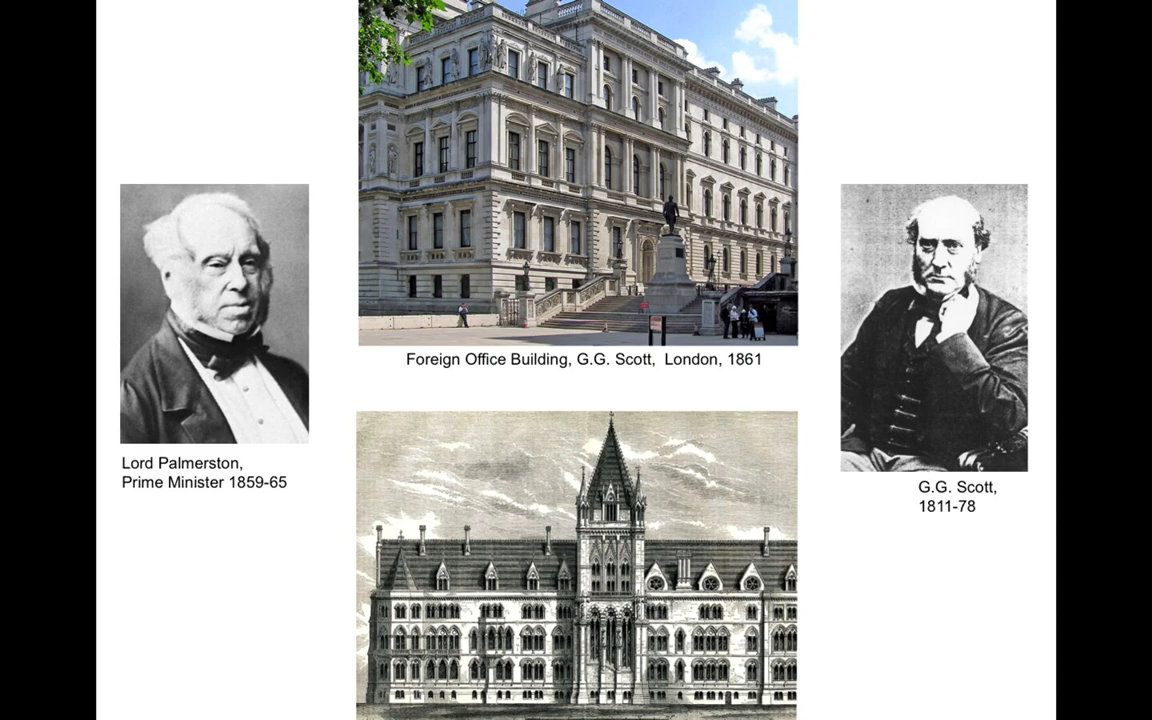 Foreign Office Building, G.G. Scott,  London, 1861
Lord Palmerston,
Prime Minister 1859-65
G.G. Scott,
1811-78